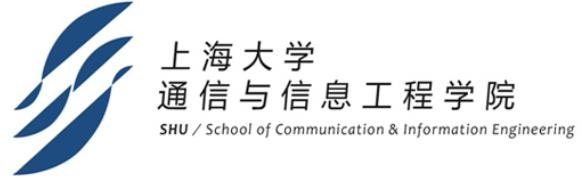 上海大学
通信与信息工程学院
SHU / School of Communication & Information Engineering